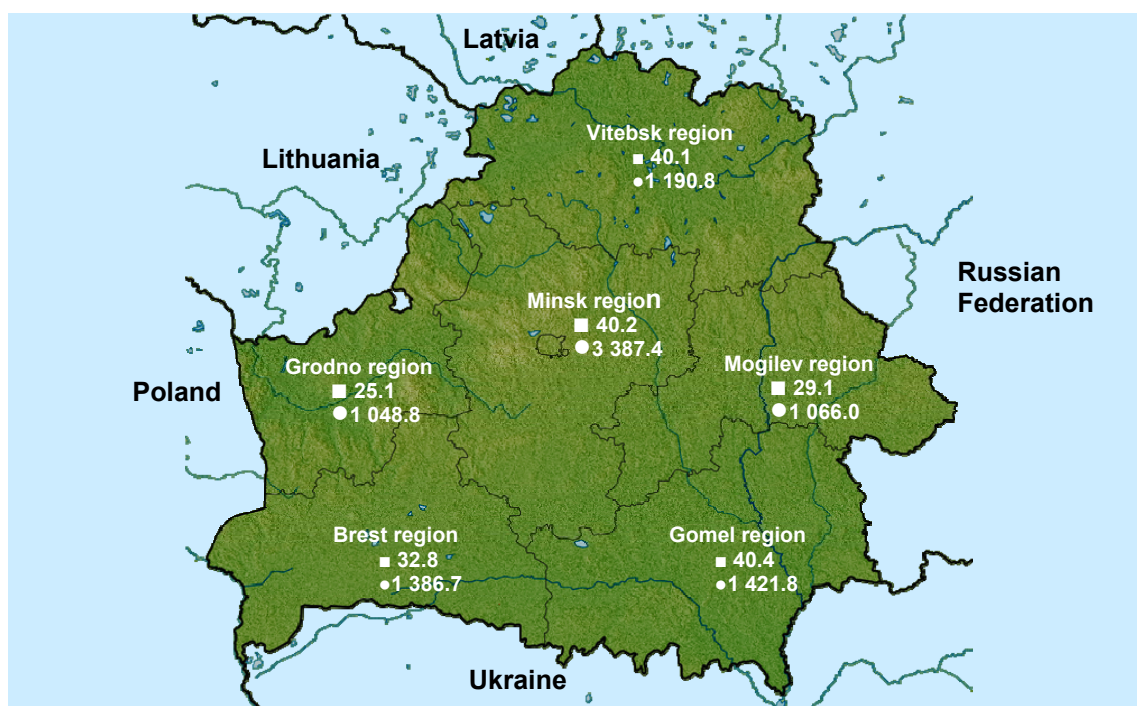 Latvia
Vitebsk region
40.1
1 190.8
Lithuania
Russian
Federation
Minsk region
40.2
3 387.4
Grodno region
25.1
1 048.8
Mogilev region
29.1
1 066.0
Poland
Brest region
32.8
1 386.7
Gomel region
40.4
1 421.8
Ukraine